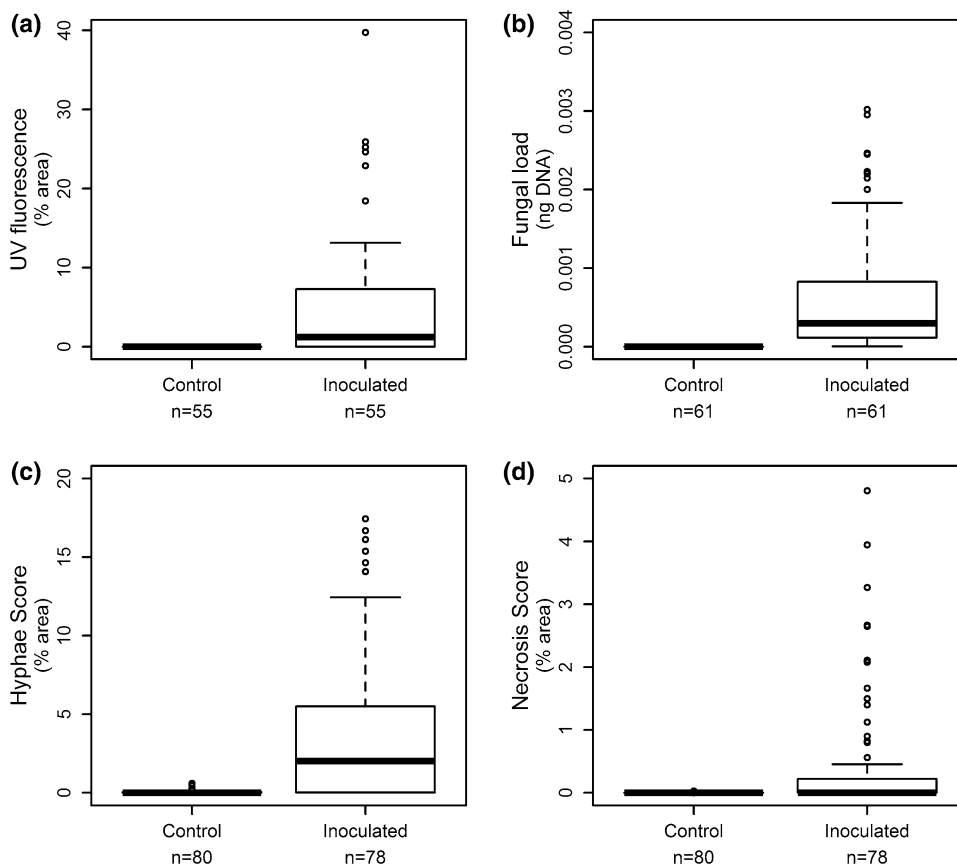 (a)
UV fluorescence
(% area)
40
30
20
10
0
Control
Inoculated
n=55
n=55
(b)
Fungal load
(ng DNA)
0.004
0.003
0.002
0.001
0.000
Control
Inoculated
n=61
n=61
(c)
Hyphae Score
(% area)
20
15
10
5
0
Control
Inoculated
n=80
n=78
(d)
Necrosis Score
(% area)
5
4
3
2
1
0
Control
Inoculated
n=80
n=78